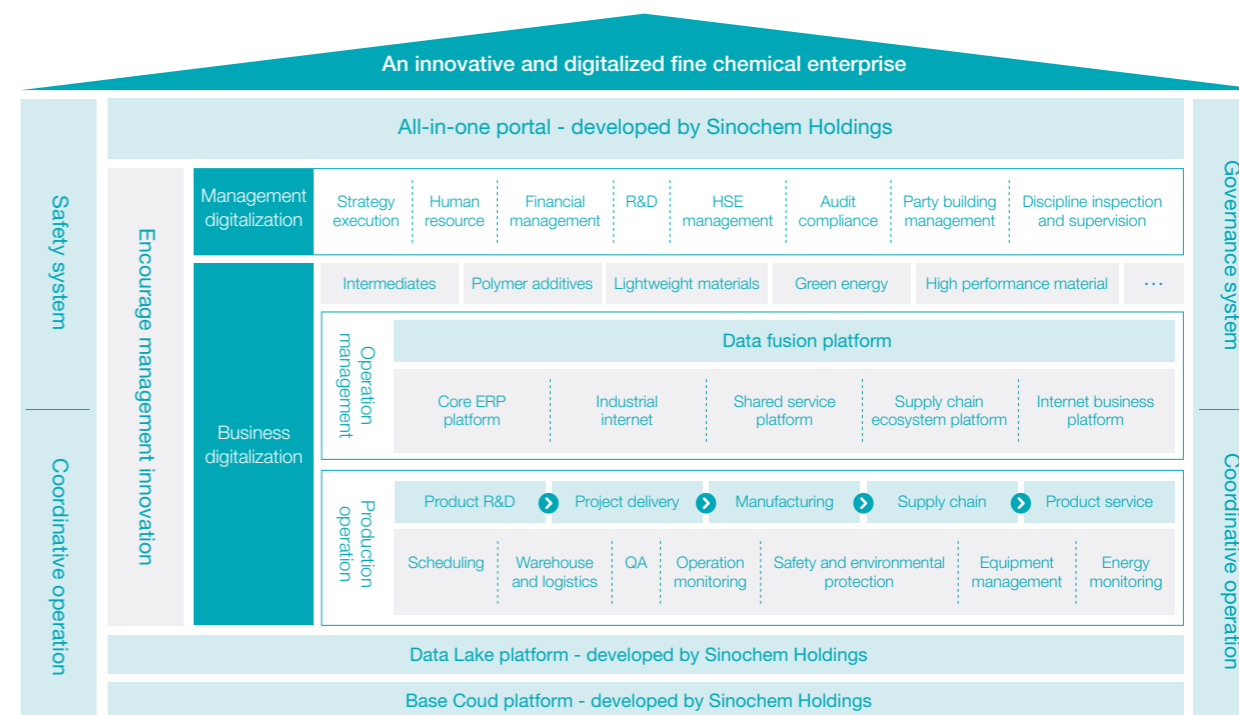 An innovative and digitalized fine chemical enterprise
All-in-one portal - developed by Sinochem Holdings
Safety system
Coordinative operation
Encourage management innovation
Management
digitalization
Strategy
execution
Human
resource
Financial
management
R&D
HSE
management
Audit
compliance
Party building
management
Discipline inspection
and supervision
Business
digitalization
Intermediates
Polymer additives
Lightweight materials
Green energy
High performance material
...
Operation
management
Data fusion platform
Core ERP
platform
Industrial
internet
Shared service
platform
Supply chain
ecosystem platform
Internet business
platform
Production
operation
Product R&D
Project delivery
Manufacturing
Supply chain
Product service
Scheduling
Warehouse
and logistics
QA
Operation
monitoring
Safety and environmental
protection
Equipment
management
Energy
monitoring
Governance system
Coordinative operation
Data Lake platform - developed by Sinochem Holdings
Base Coud platform - developed by Sinochem Holdings